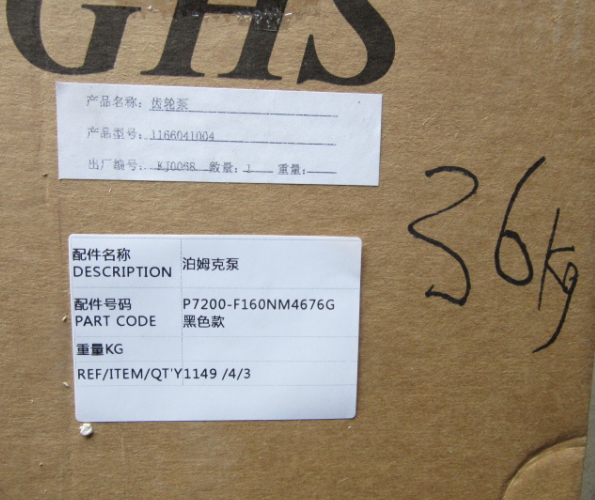 GHS
产品名称: 齿轮泵
产品型号: 1166041004
出厂编号: KJ0068 数量: 1 重量:
36kg
配件名称 泊姆克泵
DESCRIPTION
配件号码 P7200-F160NM4676G
PART CODE 黑色款
重量KG
REF/ITEM/QT'Y1149 /4/3